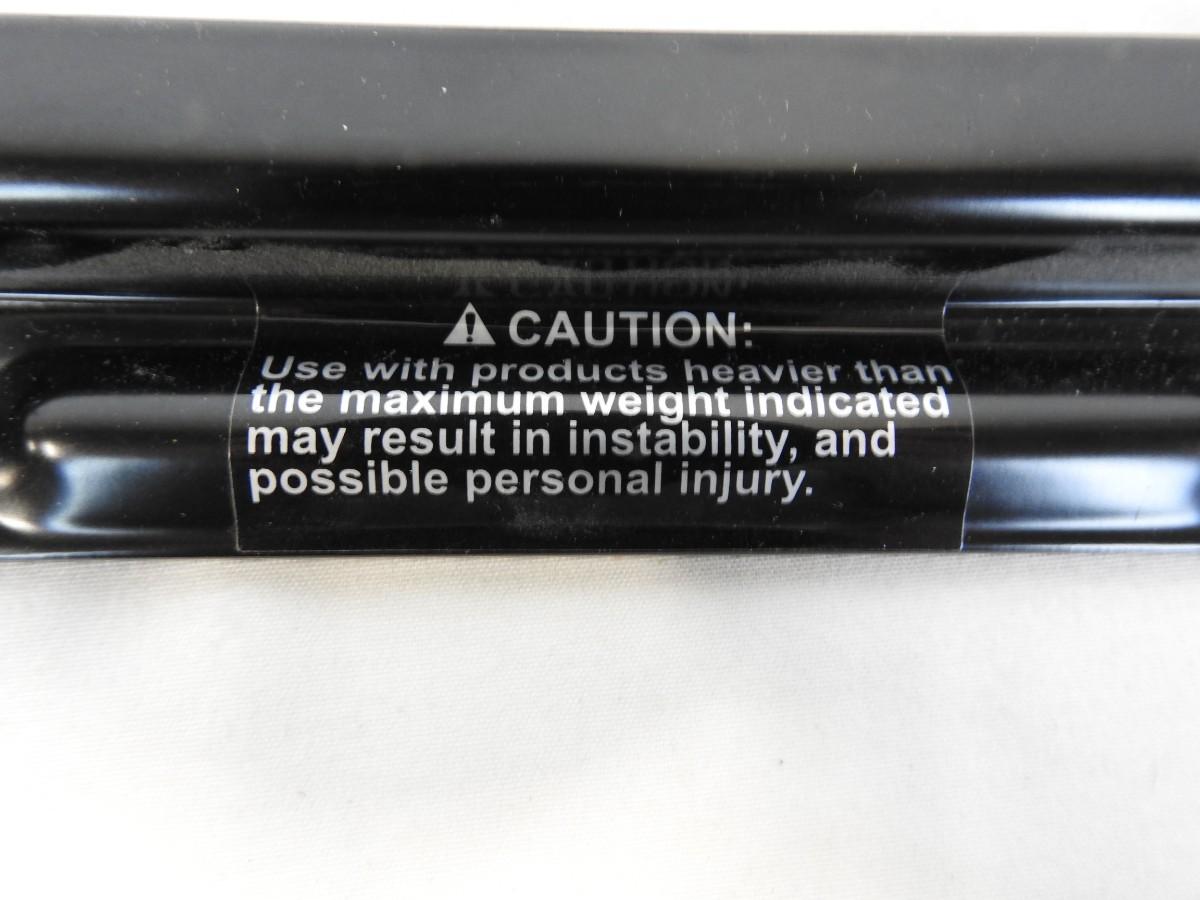 ⚠ CAUTION:
Use with products heavier than
the maximum weight indicated
may result in instability, and
possible personal injury.